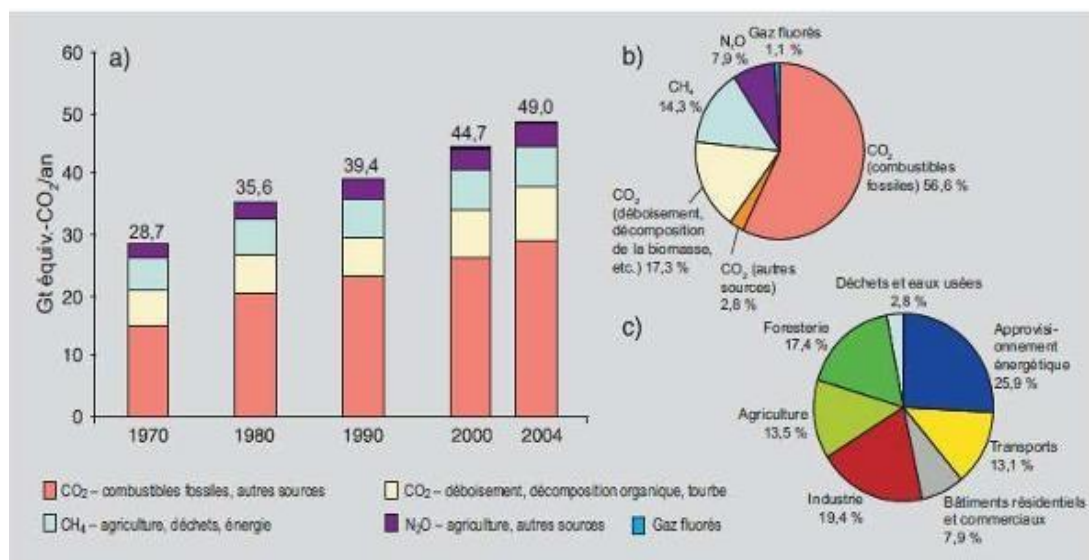 a)
60
50
40
30
20
10
0
Gt équiv.-CO₂/an
28,7
35,6
39,4
44,7
49,0
1970
1980
1990
2000
2004
b)
Gaz fluorés
1,1 %
N₂O
7,9 %
CH₄
14,3 %
CO₂
(combustibles
fossiles) 56,6 %
CO₂
(déboisement,
décomposition
de la biomasse,
etc.) 17,3 %
CO₂ (autres
sources)
2,8 %
c)
Déchets et eaux usées
2,8 %
Foresterie
17,4 %
Approvisi-
onnement
énergétique
25,9 %
Agriculture
13,5 %
Transports
13,1 %
Industrie
19,4 %
Bâtiments résidentiels
et commerciaux
7,9 %
CO₂ – combustibles fossiles, autres sources
CO₂ – déboisement, décomposition organique, tourbe
CH₄ – agriculture, déchets, énergie
N₂O – agriculture, autres sources
Gaz fluorés